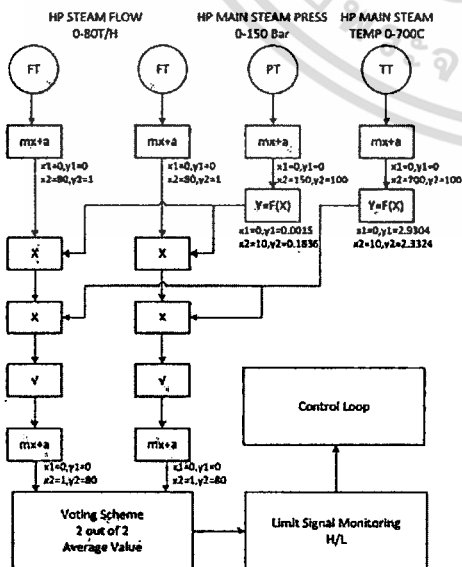 HP STEAM FLOW
0-80T/H
HP MAIN STEAM PRESS
0-150 Bar
HP MAIN STEAM
TEMP 0-700C
FT
FT
PT
TT
mx+a
mx+a
mx+a
mx+a
x1=0,y1=0
x2=80,y2=1
x1=0,y1=0
x2=80,y2=1
x1=0,y1=0
x2=150,y2=100
x1=0,y1=0
x2=700,y2=100
Y=F(X)
Y=F(X)
x1=0,y1=0.0015
x2=10,y2=0.1836
x1=0,y1=2.9304
x2=10,y2=2.3324
X
X
X
X
√
√
mx+a
mx+a
x1=0,y1=0
x2=1,y2=80
x1=0,y1=0
x2=1,y2=80
Control Loop
Voting Scheme
2 out of 2
Average Value
Limit Signal Monitoring
H/L